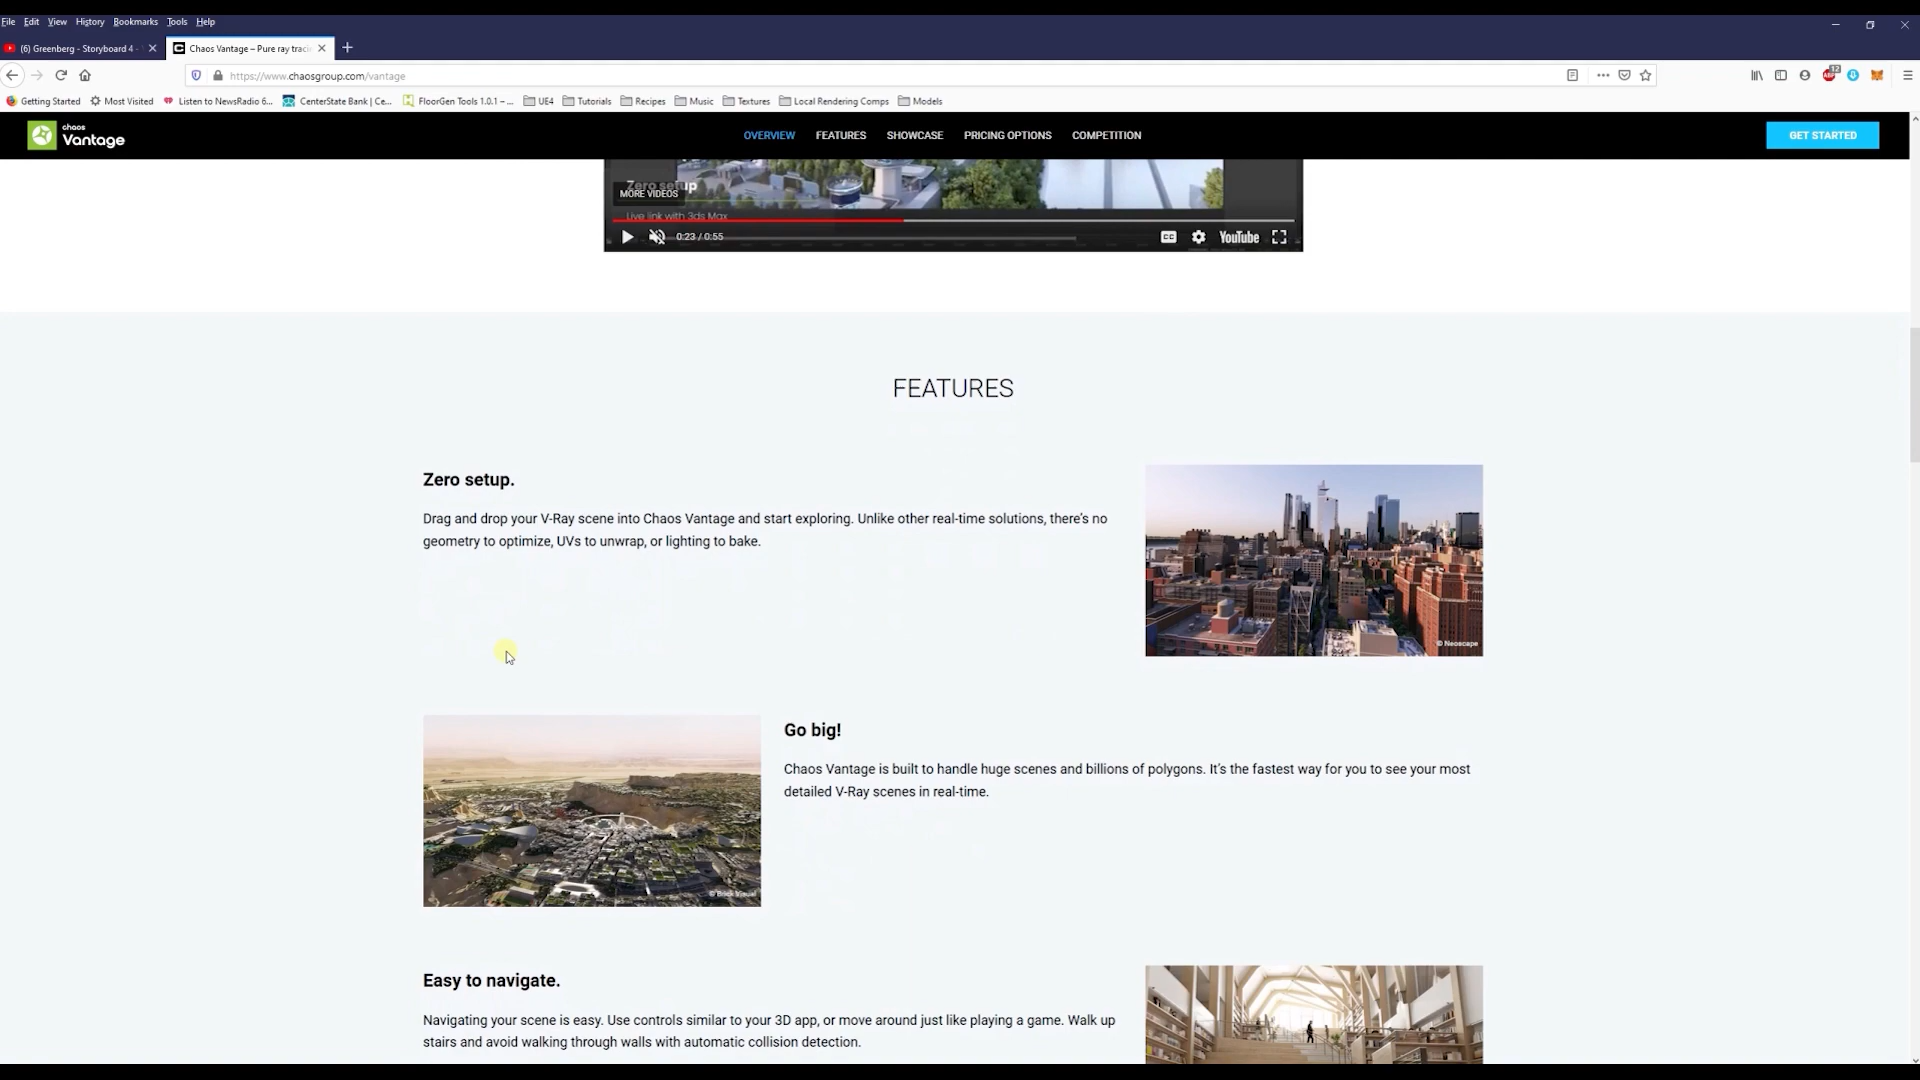 File Edit View History Bookmarks Tools Help
(6) Greenberg - Storyboard 4 -
Chaos Vantage – Pure ray traci
https://www.chaosgroup.com/vantage
Getting Started Most Visited Listen to NewsRadio 6... CenterState Bank | Ce... FloorGen Tools 1.0.1 – ... UE4 Tutorials Recipes Music Textures Local Rendering Comps Models
chaos
Vantage
OVERVIEW FEATURES SHOWCASE PRICING OPTIONS COMPETITION GET STARTED
Zero setup
MORE VIDEOS
Live link with 3ds Max
0:23 / 0:55 CC YouTube
FEATURES
Zero setup.
Drag and drop your V-Ray scene into Chaos Vantage and start exploring. Unlike other real-time solutions, there's no
geometry to optimize, UVs to unwrap, or lighting to bake.
© Neoscape
Go big!
Chaos Vantage is built to handle huge scenes and billions of polygons. It's the fastest way for you to see your most
detailed V-Ray scenes in real-time.
© Brick Visual
Easy to navigate.
Navigating your scene is easy. Use controls similar to your 3D app, or move around just like playing a game. Walk up
stairs and avoid walking through walls with automatic collision detection.